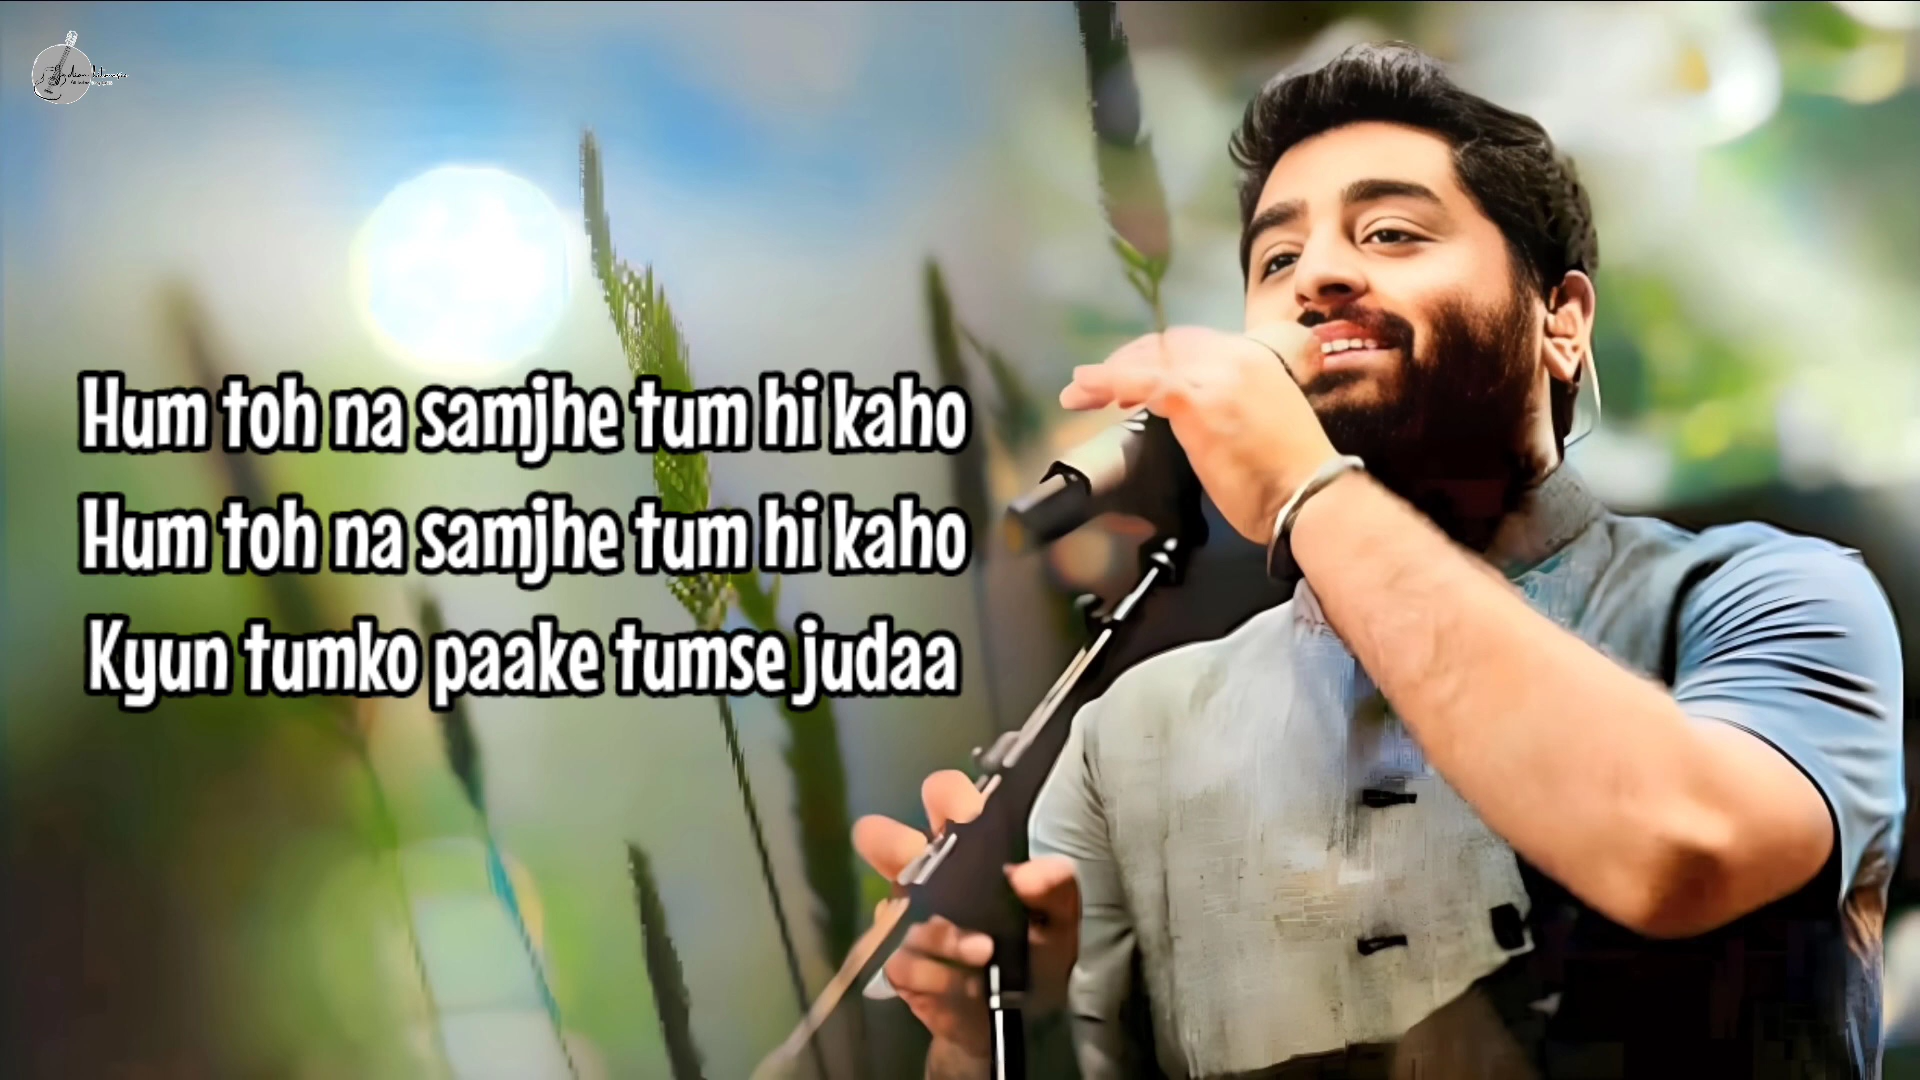 Hum toh na samjhe tum hi kaho
Hum toh na samjhe tum hi kaho
Kyun tumko paake tumse judaa